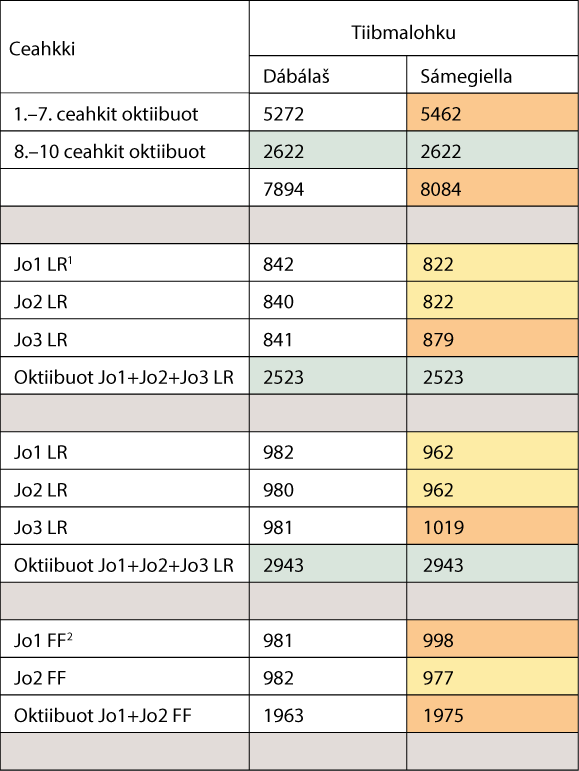 Ceahkki Tiibmalohku
Dábálaš Sámegiella
1.–7. ceahkit oktiibuot 5272 5462
8.–10 ceahkit oktiibuot 2622 2622
7894 8084
Jo1 LR¹ 842 822
Jo2 LR 840 822
Jo3 LR 841 879
Oktiibuot Jo1+Jo2+Jo3 LR 2523 2523
Jo1 LR 982 962
Jo2 LR 980 962
Jo3 LR 981 1019
Oktiibuot Jo1+Jo2+Jo3 LR 2943 2943
Jo1 FF² 981 998
Jo2 FF 982 977
Oktiibuot Jo1+Jo2 FF 1963 1975